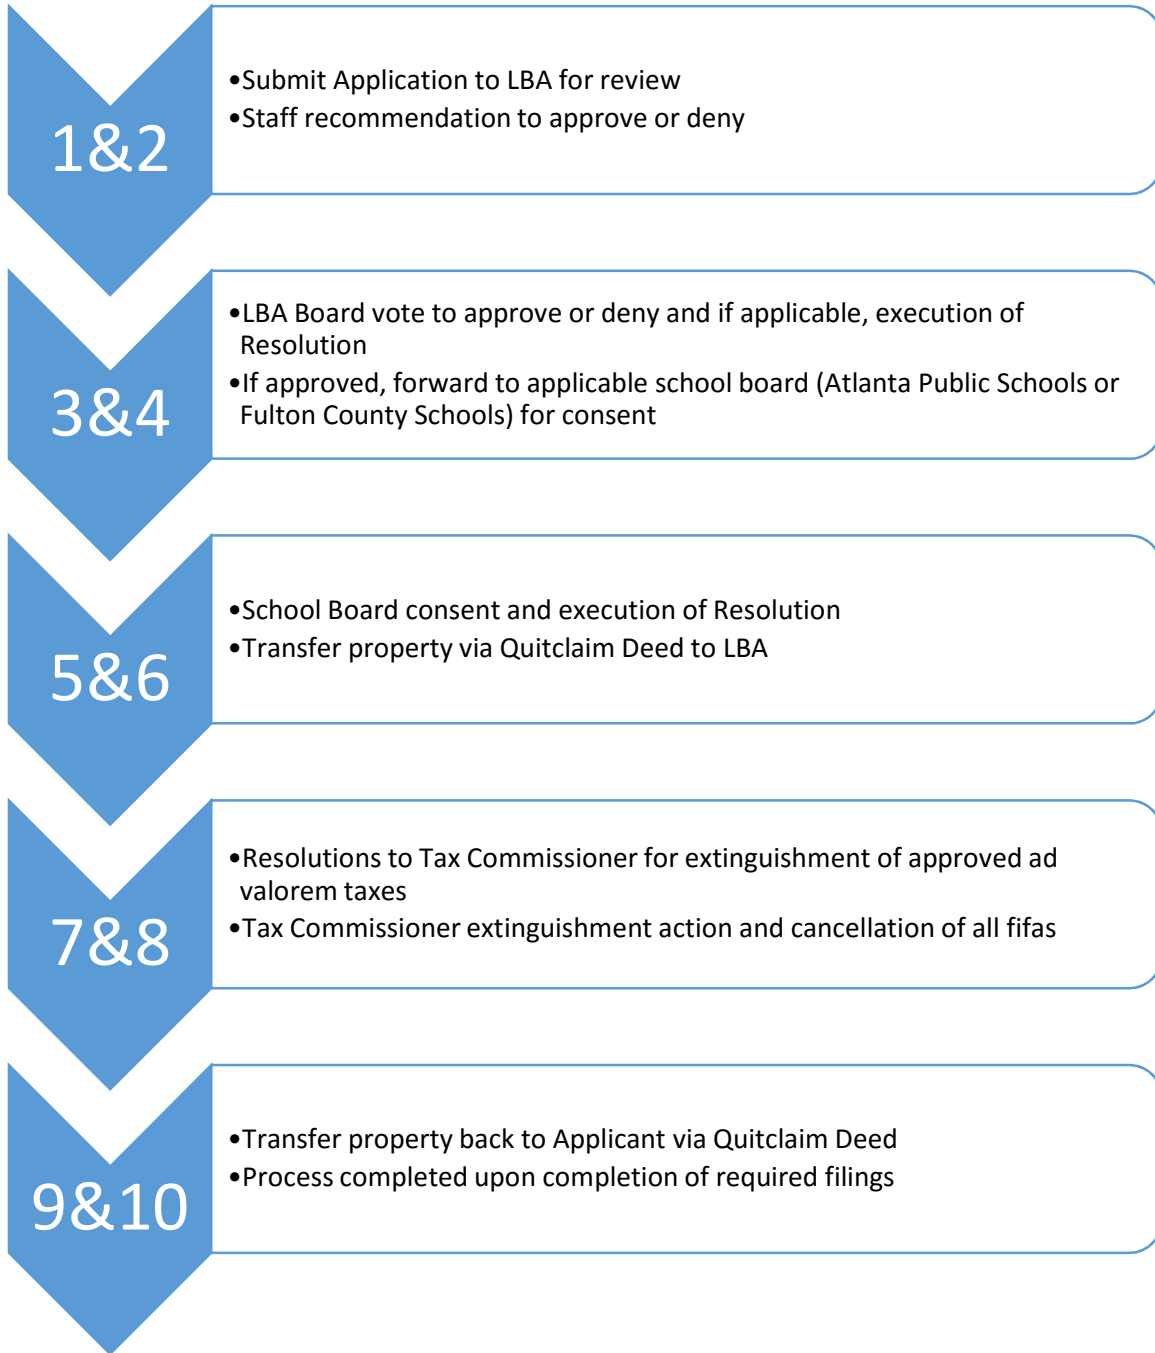 1&2
•Submit Application to LBA for review
•Staff recommendation to approve or deny
3&4
•LBA Board vote to approve or deny and if applicable, execution of
Resolution
•If approved, forward to applicable school board (Atlanta Public Schools or
Fulton County Schools) for consent
5&6
•School Board consent and execution of Resolution
•Transfer property via Quitclaim Deed to LBA
7&8
•Resolutions to Tax Commissioner for extinguishment of approved ad
valorem taxes
•Tax Commissioner extinguishment action and cancellation of all fifas
9&10
•Transfer property back to Applicant via Quitclaim Deed
•Process completed upon completion of required filings